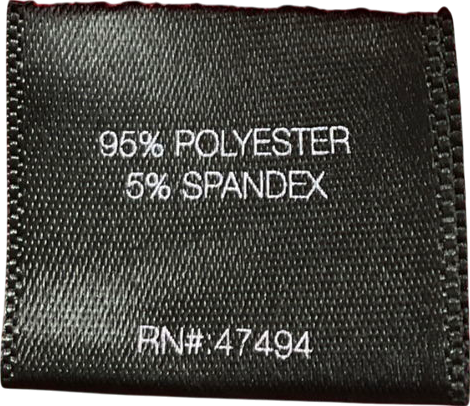 95% POLYESTER
5% SPANDEX
RN#:47494